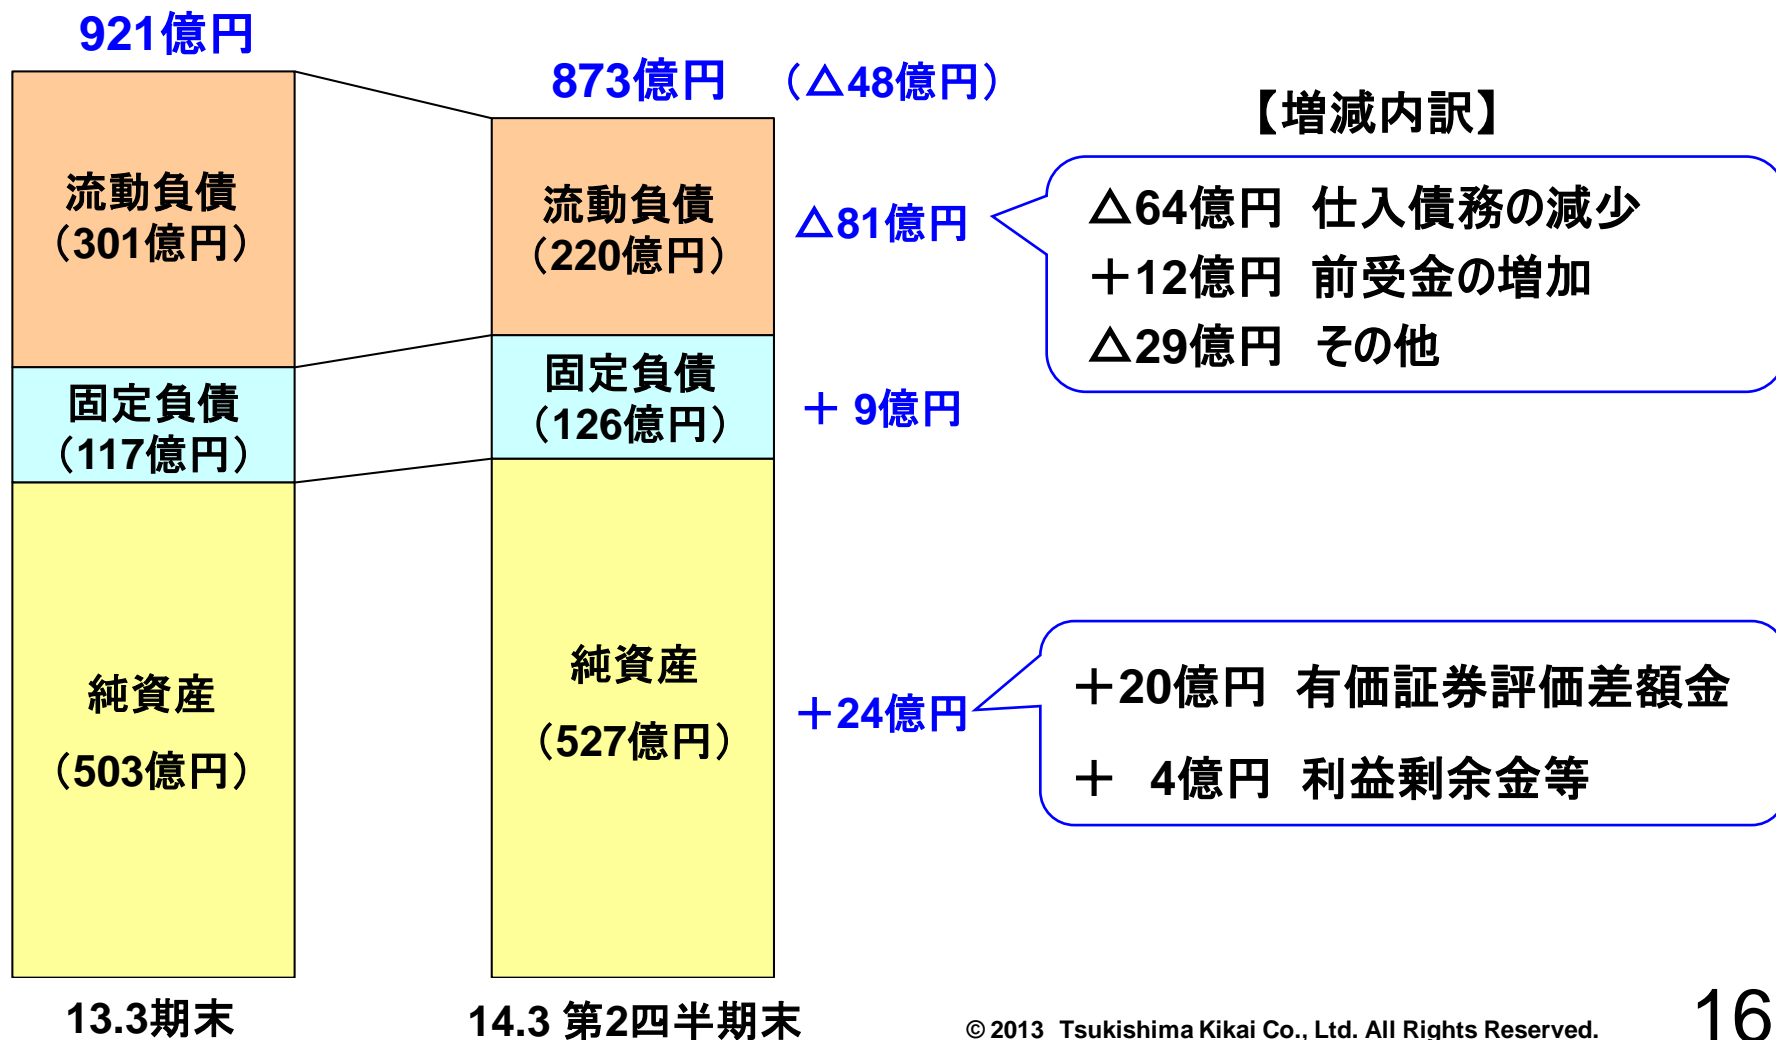 921億円
流動負債
（301億円）
固定負債
（117億円）
純資産
（503億円）
13.3期末
873億円　（△48億円）
流動負債
（220億円）
固定負債
（126億円）
純資産
（527億円）
14.3 第2四半期末
△81億円
＋ 9億円
＋24億円
【増減内訳】
△64億円 仕入債務の減少
＋12億円 前受金の増加
△29億円 その他
＋20億円 有価証券評価差額金
＋ 4億円 利益剰余金等
© 2013 Tsukishima Kikai Co., Ltd. All Rights Reserved.
16